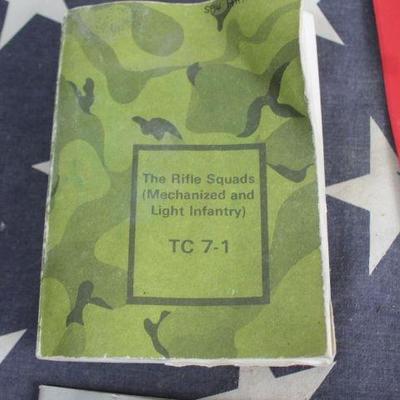 The Rifle Squads
(Mechanized and
Light Infantry)
TC 7-1